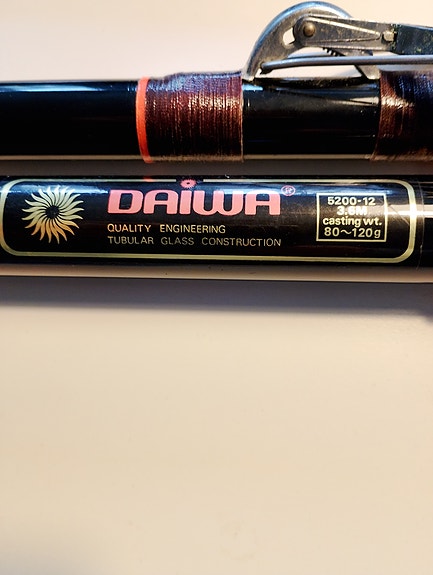 DAIWA®
QUALITY ENGINEERING
TUBULAR GLASS CONSTRUCTION
5200-12
3.6M
casting wt.
80~120g